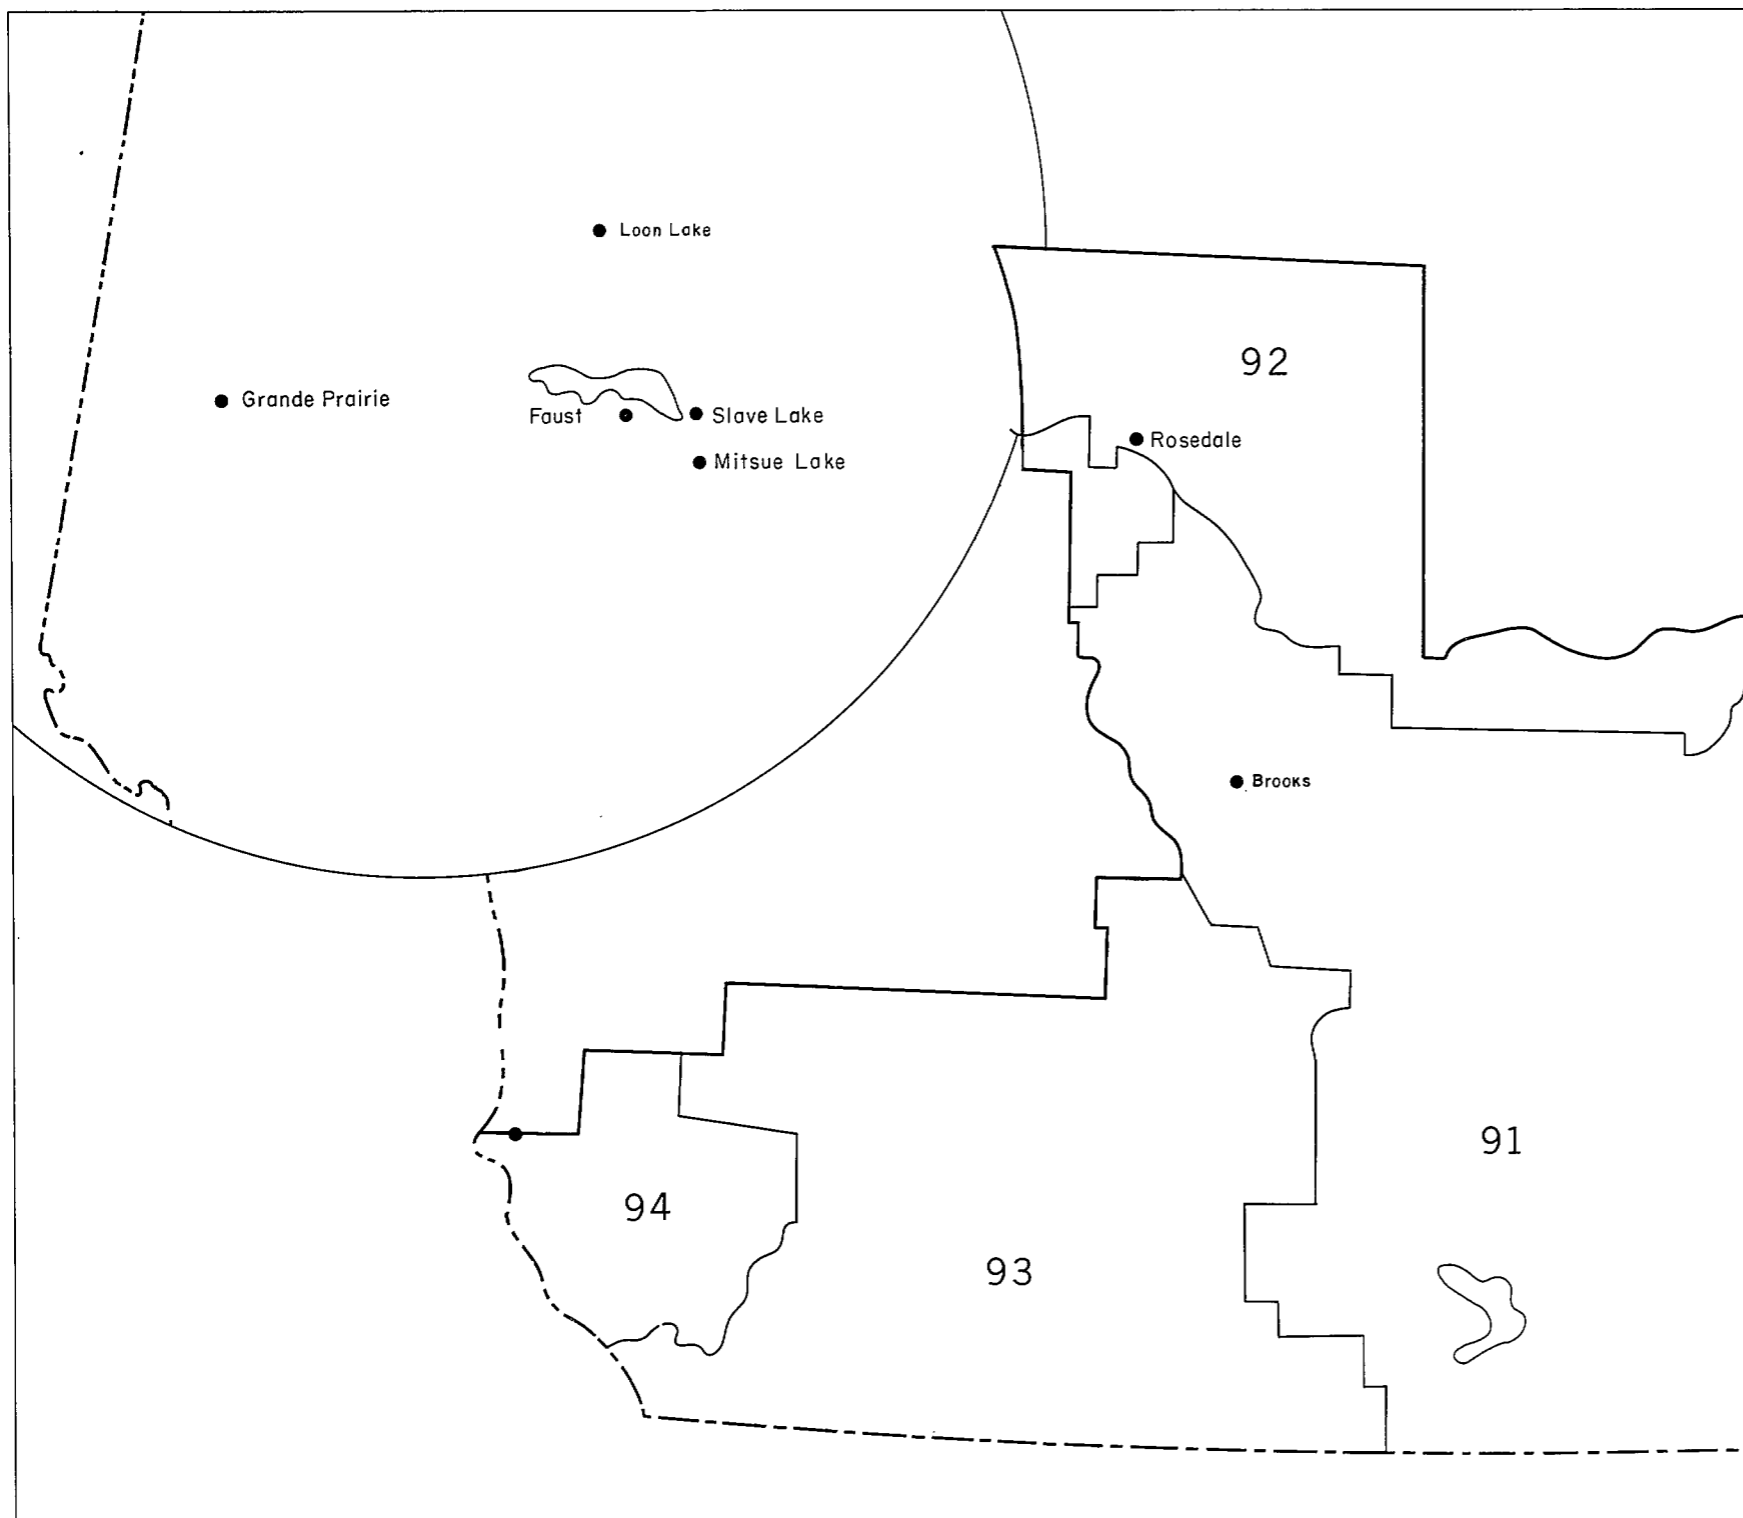 Loon Lake
92
Grande Prairie
Faust
Slave Lake
Rosedale
Mitsue Lake
Brooks
91
94
93